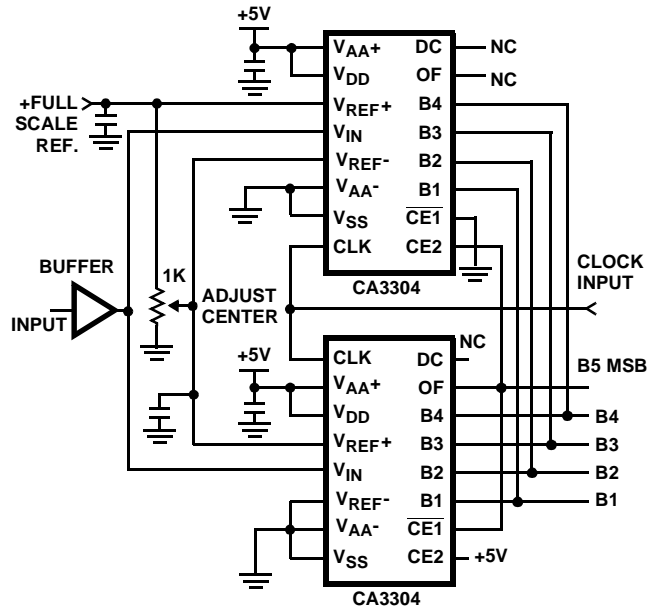 +5V
VAA+ DC NC
VDD OF NC
+FULL VREF+ B4
SCALE VIN B3
REF. VREF- B2
VAA- B1
VSS CE1
CLK CE2
CA3304
BUFFER
1K
INPUT
ADJUST
CENTER
CLOCK
INPUT
+5V
CLK DC NC
VAA+ OF B5 MSB
VDD B4 B4
VREF+ B3 B3
VIN B2 B2
VREF- B1 B1
VAA- CE1
VSS CE2 +5V
CA3304